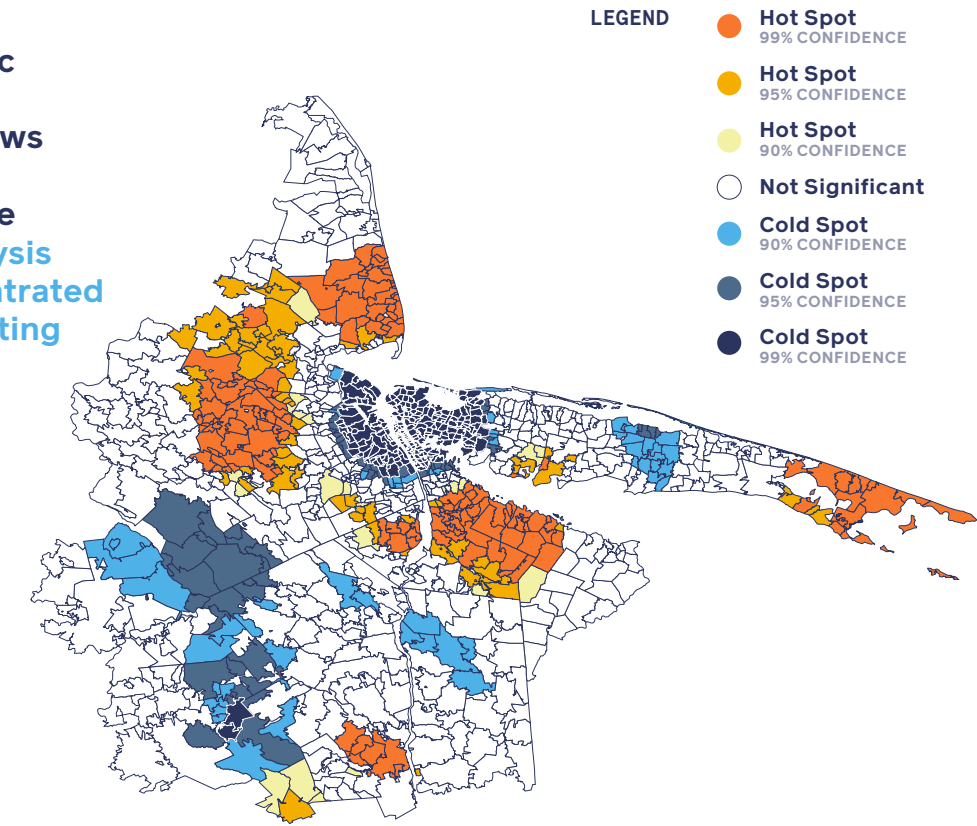 c
ws
e
ysis
ntrated
ting
LEGEND
Hot Spot
99% CONFIDENCE
Hot Spot
95% CONFIDENCE
Hot Spot
90% CONFIDENCE
Not Significant
Cold Spot
90% CONFIDENCE
Cold Spot
95% CONFIDENCE
Cold Spot
99% CONFIDENCE